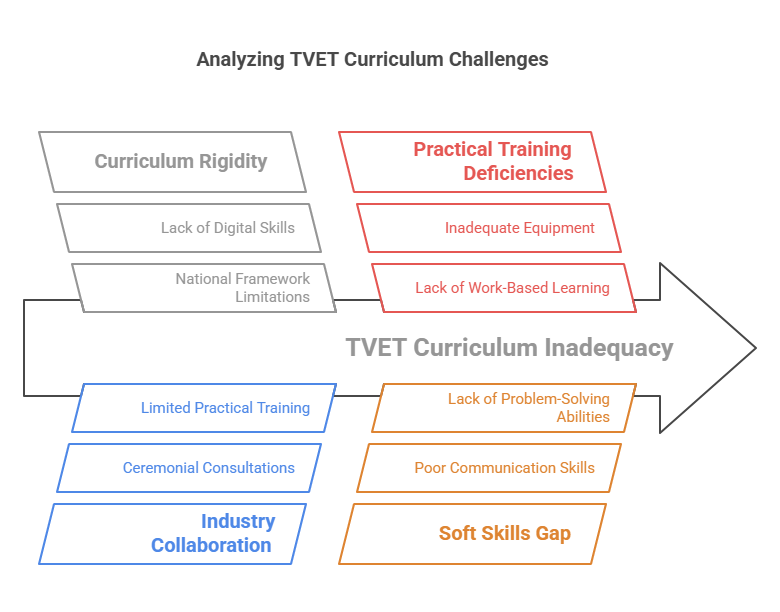 Analyzing TVET Curriculum Challenges
Curriculum Rigidity
Practical Training
Deficiencies
Lack of Digital Skills
Inadequate Equipment
National Framework
Limitations
Lack of Work-Based Learning
TVET Curriculum Inadequacy
Limited Practical Training
Lack of Problem-Solving
Abilities
Ceremonial Consultations
Poor Communication Skills
Industry
Collaboration
Soft Skills Gap